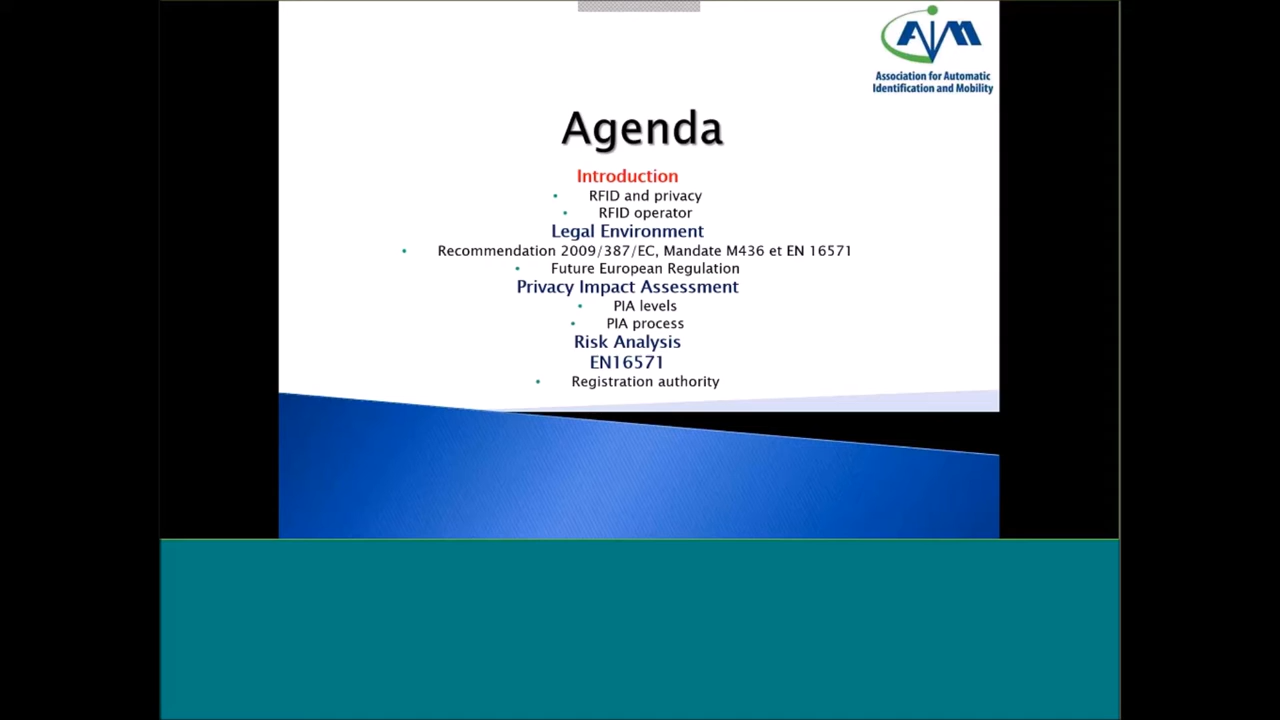 AIM
Association for Automatic
Identification and Mobility
Agenda
Introduction
• RFID and privacy
• RFID operator
Legal Environment
• Recommendation 2009/387/EC, Mandate M436 et EN 16571
• Future European Regulation
Privacy Impact Assessment
• PIA levels
• PIA process
Risk Analysis
EN16571
• Registration authority